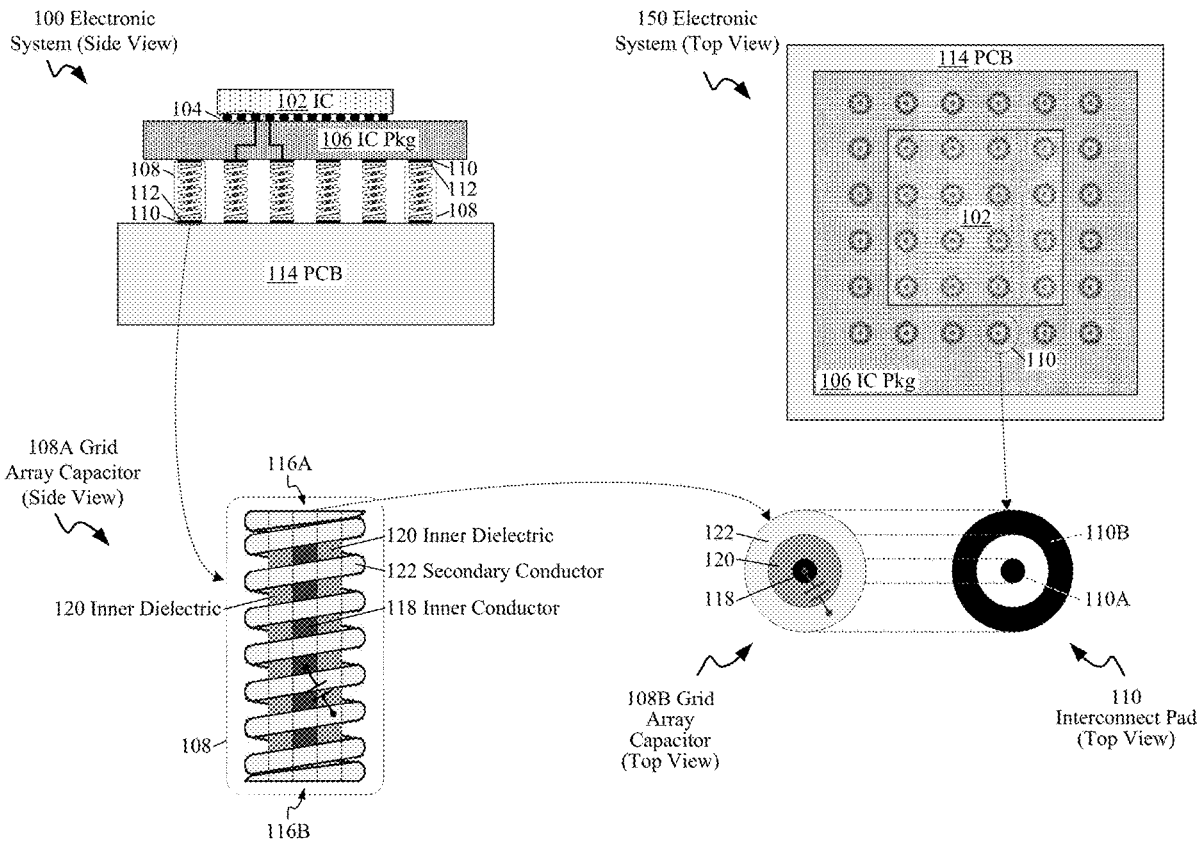 100 Electronic
System (Side View)
102 IC
104
106 IC Pkg
108
110
112
112
110
108
114 PCB
150 Electronic
System (Top View)
114 PCB
102
110
106 IC Pkg
108A Grid
Array Capacitor
(Side View)
116A
120 Inner Dielectric
122 Secondary Conductor
120 Inner Dielectric
118 Inner Conductor
108
116B
122
120
118
110B
110A
108B Grid
Array
Capacitor
(Top View)
110
Interconnect Pad
(Top View)